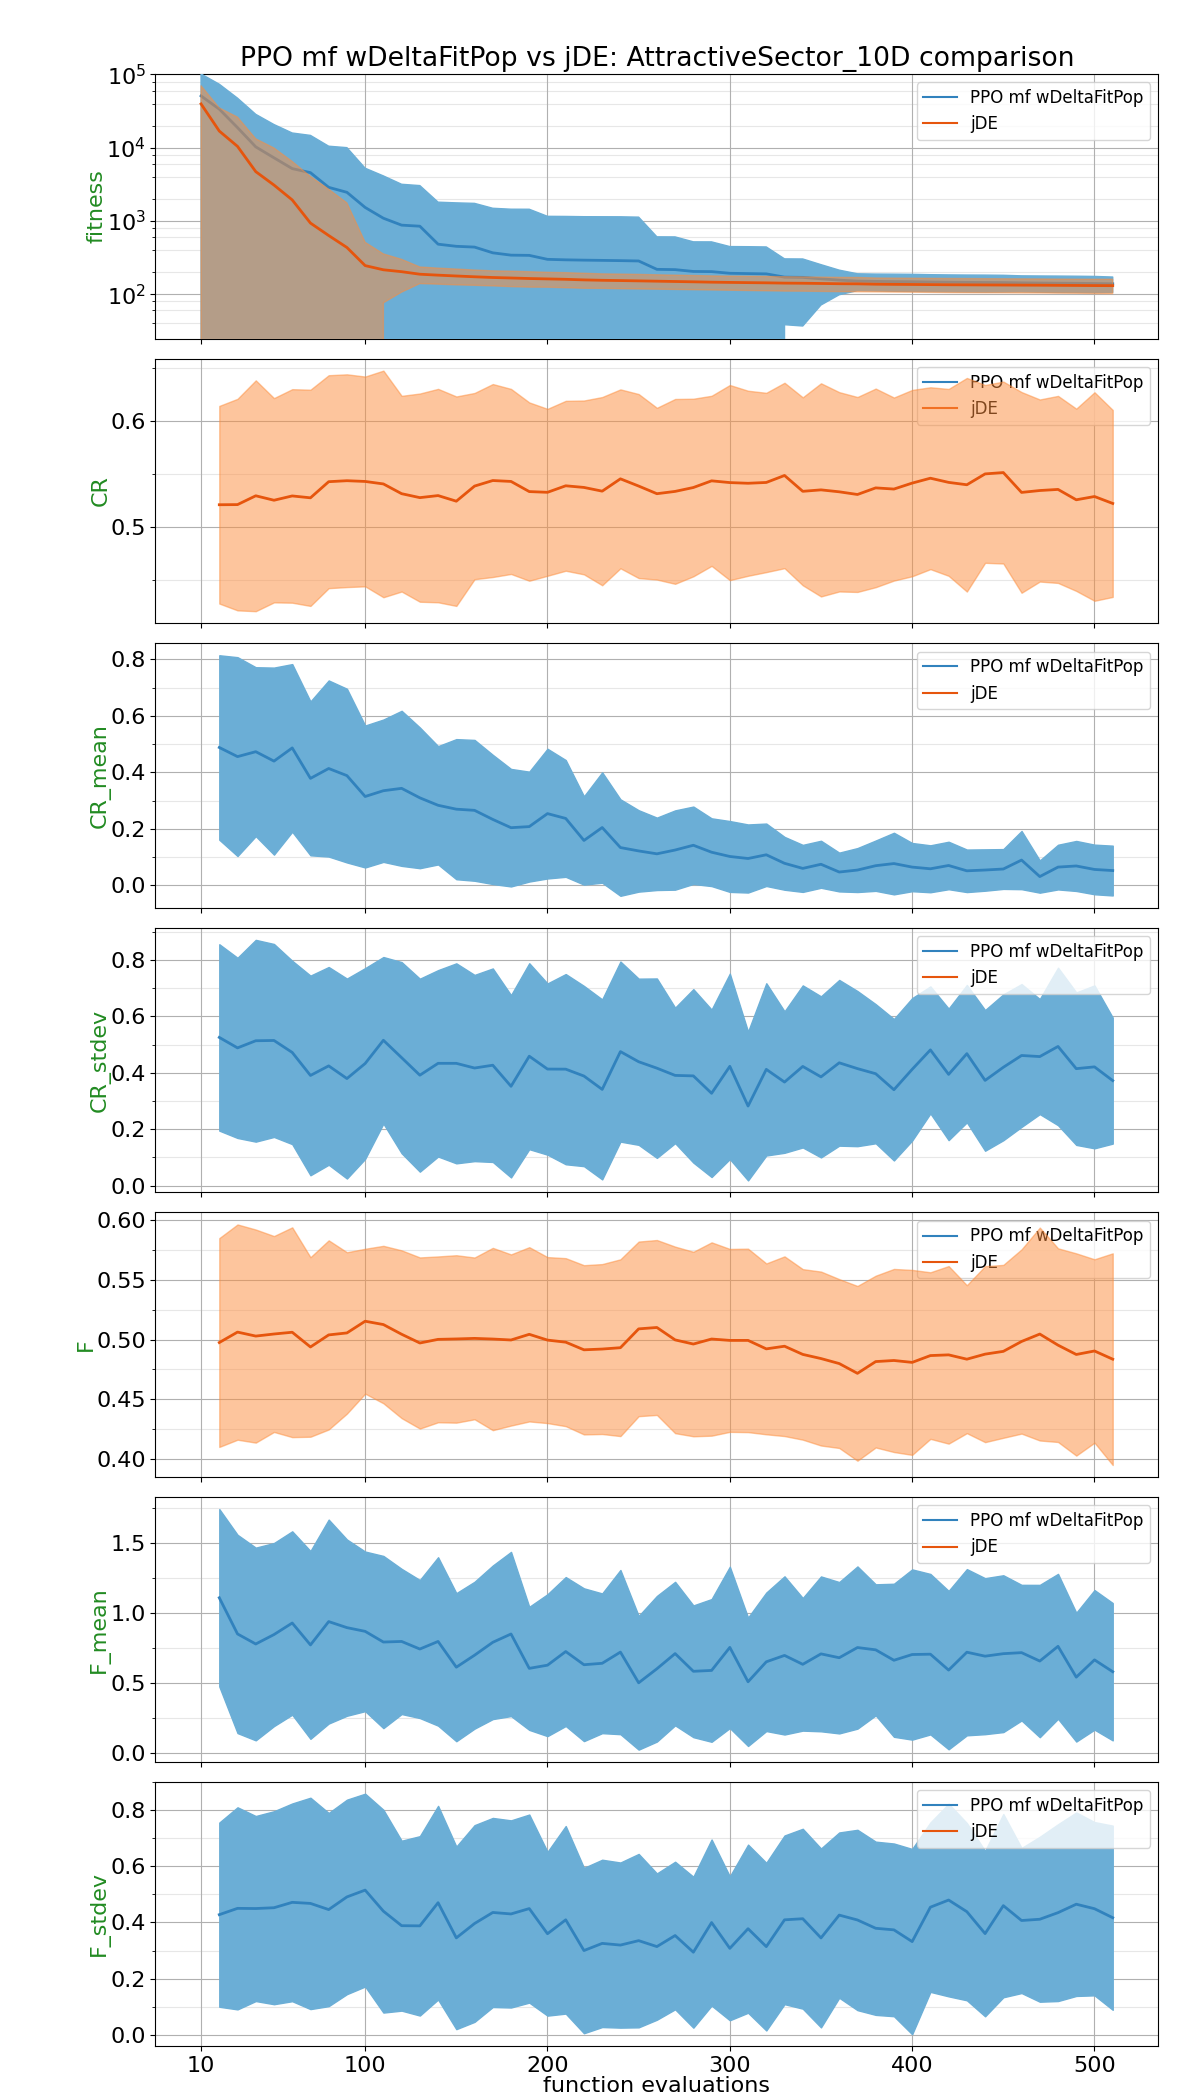 PPO mf wDeltaFitPop vs jDE: AttractiveSector_10D comparison
10^5
10^4
10^3
10^2
fitness
PPO mf wDeltaFitPop
jDE
0.6
0.5
CR
PPO mf wDeltaFitPop
jDE
0.8
0.6
0.4
0.2
0.0
CR_mean
PPO mf wDeltaFitPop
jDE
0.8
0.6
0.4
0.2
0.0
CR_stdev
PPO mf wDeltaFitPop
jDE
0.60
0.55
0.50
0.45
0.40
F
PPO mf wDeltaFitPop
jDE
1.5
1.0
0.5
0.0
F_mean
PPO mf wDeltaFitPop
jDE
0.8
0.6
0.4
0.2
0.0
F_stdev
PPO mf wDeltaFitPop
jDE
10 100 200 300 400 500
function evaluations